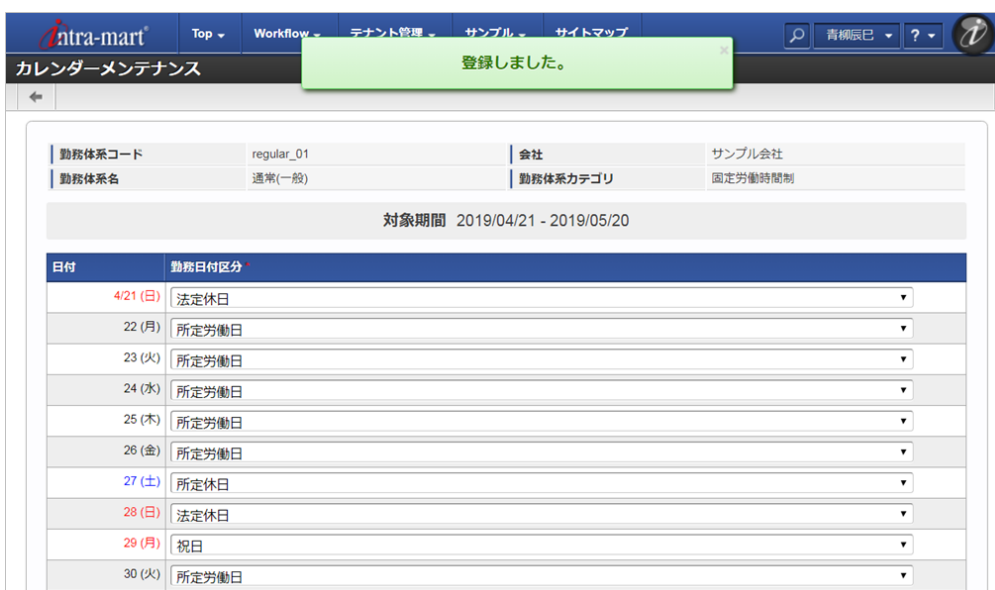 intra-mart® Top Workflow テナント管理 サンプル サイトマップ 青柳辰巳 ?
登録しました。 ×
カレンダーメンテナンス
勤務体系コード regular_01 会社 サンプル会社
勤務体系名 通常(一般) 勤務体系カテゴリ 固定労働時間制
対象期間 2019/04/21 - 2019/05/20
日付 勤務日付区分 *
4/21 (日) 法定休日
22 (月) 所定労働日
23 (火) 所定労働日
24 (水) 所定労働日
25 (木) 所定労働日
26 (金) 所定労働日
27 (土) 所定休日
28 (日) 法定休日
29 (月) 祝日
30 (火) 所定労働日